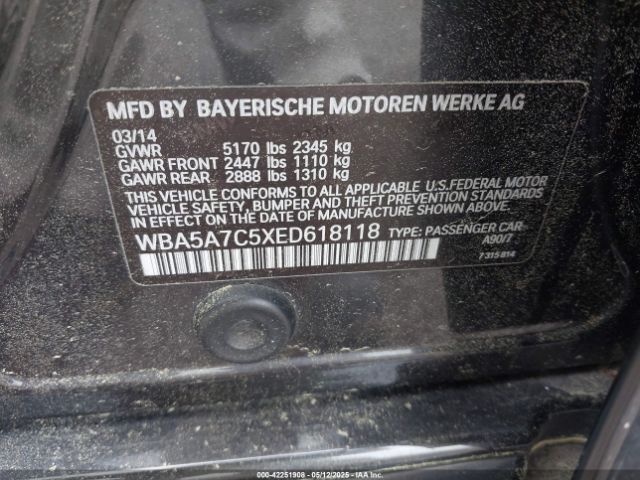 MFD BY BAYERISCHE MOTOREN WERKE AG
03/14
GVWR 5170 lbs 2345 kg
GAWR FRONT 2447 lbs 1110 kg
GAWR REAR 2888 lbs 1310 kg
THIS VEHICLE CONFORMS TO ALL APPLICABLE U.S.FEDERAL MOTOR
VEHICLE SAFETY, BUMPER, AND THEFT PREVENTION STANDARDS IN
EFFECT ON THE DATE OF MANUFACTURE SHOWN ABOVE.
WBA5A7C5XED618118 TYPE: PASSENGER CAR
A90/7
7315814
000-42251908 - 05/12/2025 - IAAI.COM